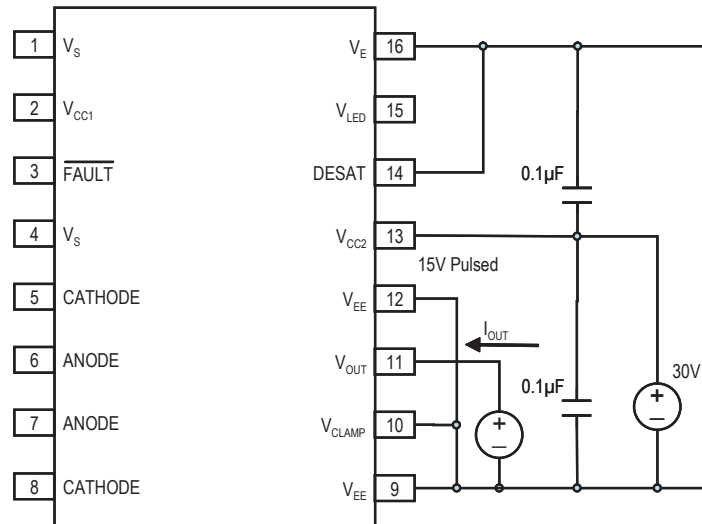 1 V_S V_E 16
2 V_CC1 V_LED 15
3 FAULT DESAT 14
0.1µF
4 V_S V_CC2 13
15V Pulsed
5 CATHODE V_EE 12
I_OUT
6 ANODE V_OUT 11
0.1µF 30V
+
−
+
−
7 ANODE V_CLAMP 10
8 CATHODE V_EE 9